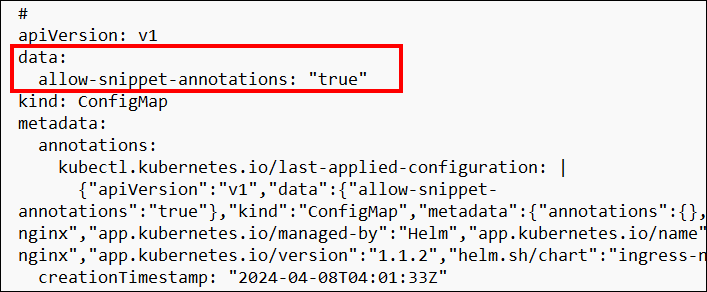 #
apiVersion: v1
data:
allow-snippet-annotations: "true"
kind: ConfigMap
metadata:
annotations:
kubectl.kubernetes.io/last-applied-configuration: |
{"apiVersion":"v1","data":{"allow-snippet-
annotations":"true"},"kind":"ConfigMap","metadata":{"annotations":{},
nginx","app.kubernetes.io/managed-by":"Helm","app.kubernetes.io/name"
nginx","app.kubernetes.io/version":"1.1.2","helm.sh/chart":"ingress-n
creationTimestamp: "2024-04-08T04:01:33Z"